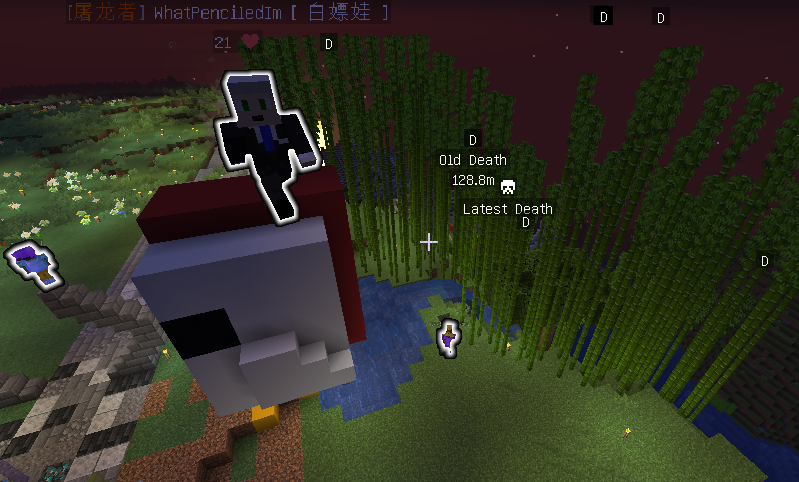 [屠龙者] WhatPenciledIm [ 白嫖娃 ]
21
D
D
D
D
Old Death
128.8m
Latest Death
D
D